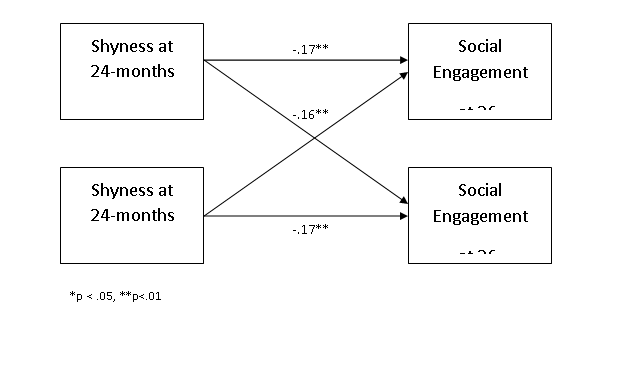 Shyness at
24-months
-.17**
Social
Engagement
-.16**
Shyness at
24-months
-.17**
Social
Engagement
*p < .05, **p<.01